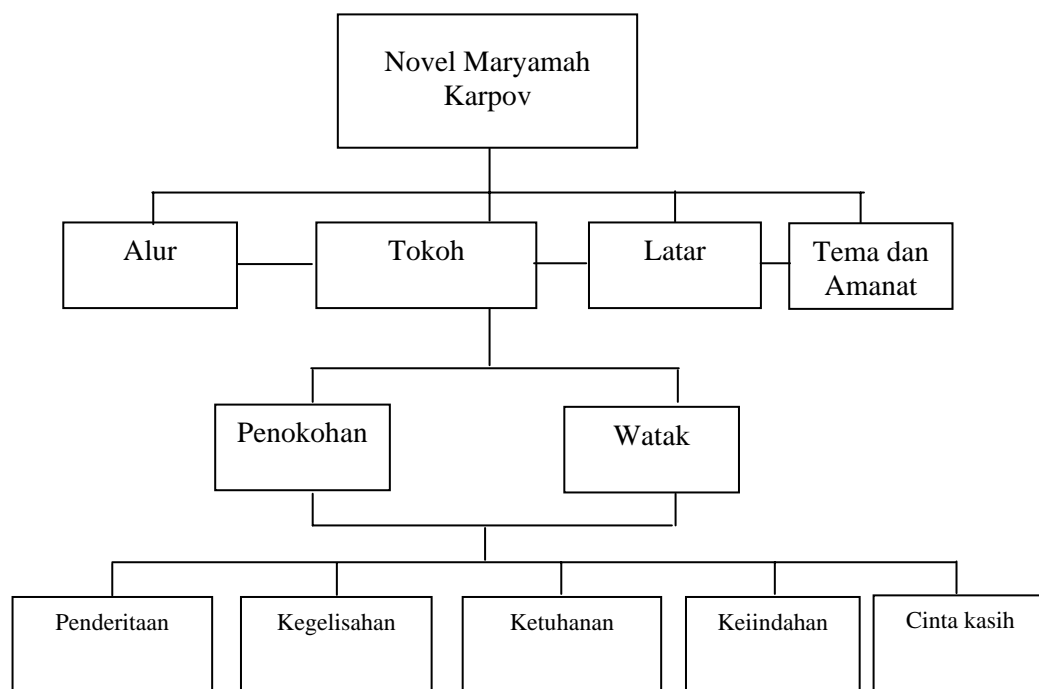 Novel Maryamah
Karpov
Alur
Tokoh
Latar
Tema dan
Amanat
Penokohan
Watak
Penderitaan
Kegelisahan
Ketuhanan
Keiindahan
Cinta kasih